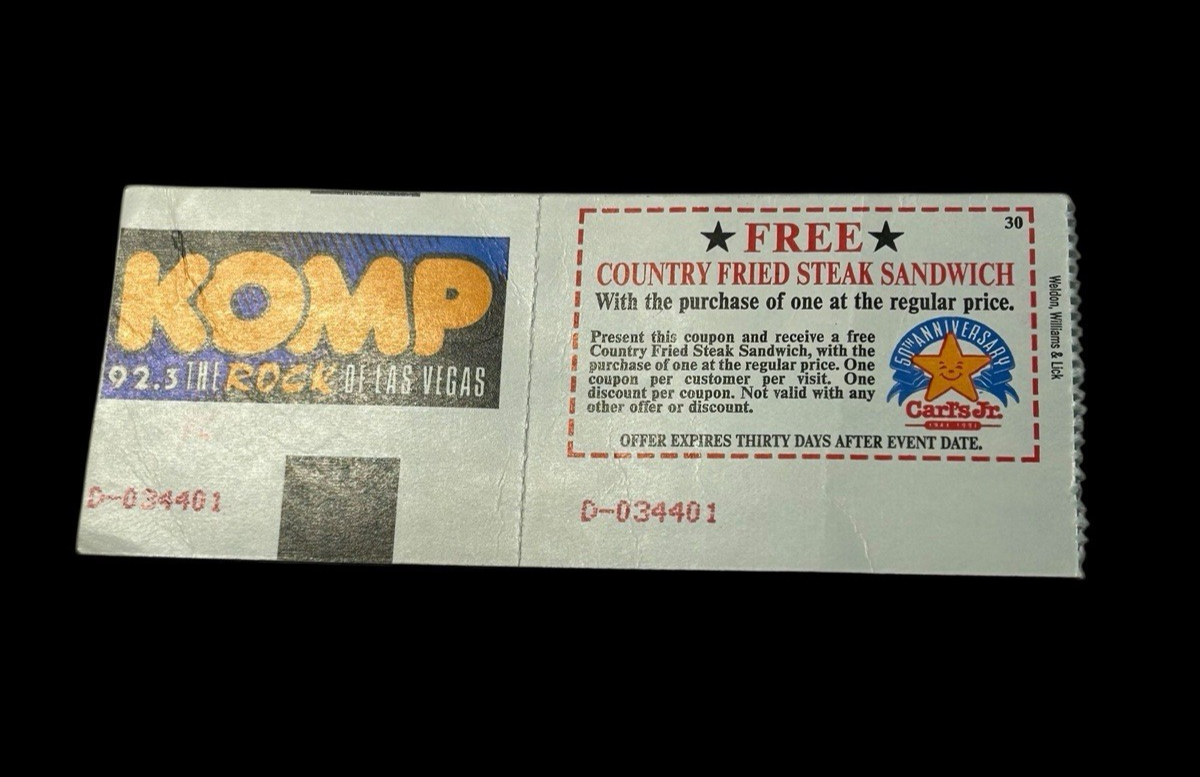 KOMP
92.3 THE ROCK OF LAS VEGAS
D-034401
30
★ FREE ★
COUNTRY FRIED STEAK SANDWICH
With the purchase of one at the regular price.
Present this coupon and receive a free
Country Fried Steak Sandwich, with the
purchase of one at the regular price. One
coupon per customer per visit. One
discount per coupon. Not valid with any
other offer or discount.
50TH ANNIVERSARY
Carl's Jr.
1941 1991
OFFER EXPIRES THIRTY DAYS AFTER EVENT DATE.
D-034401
Weldon, Williams & Lick